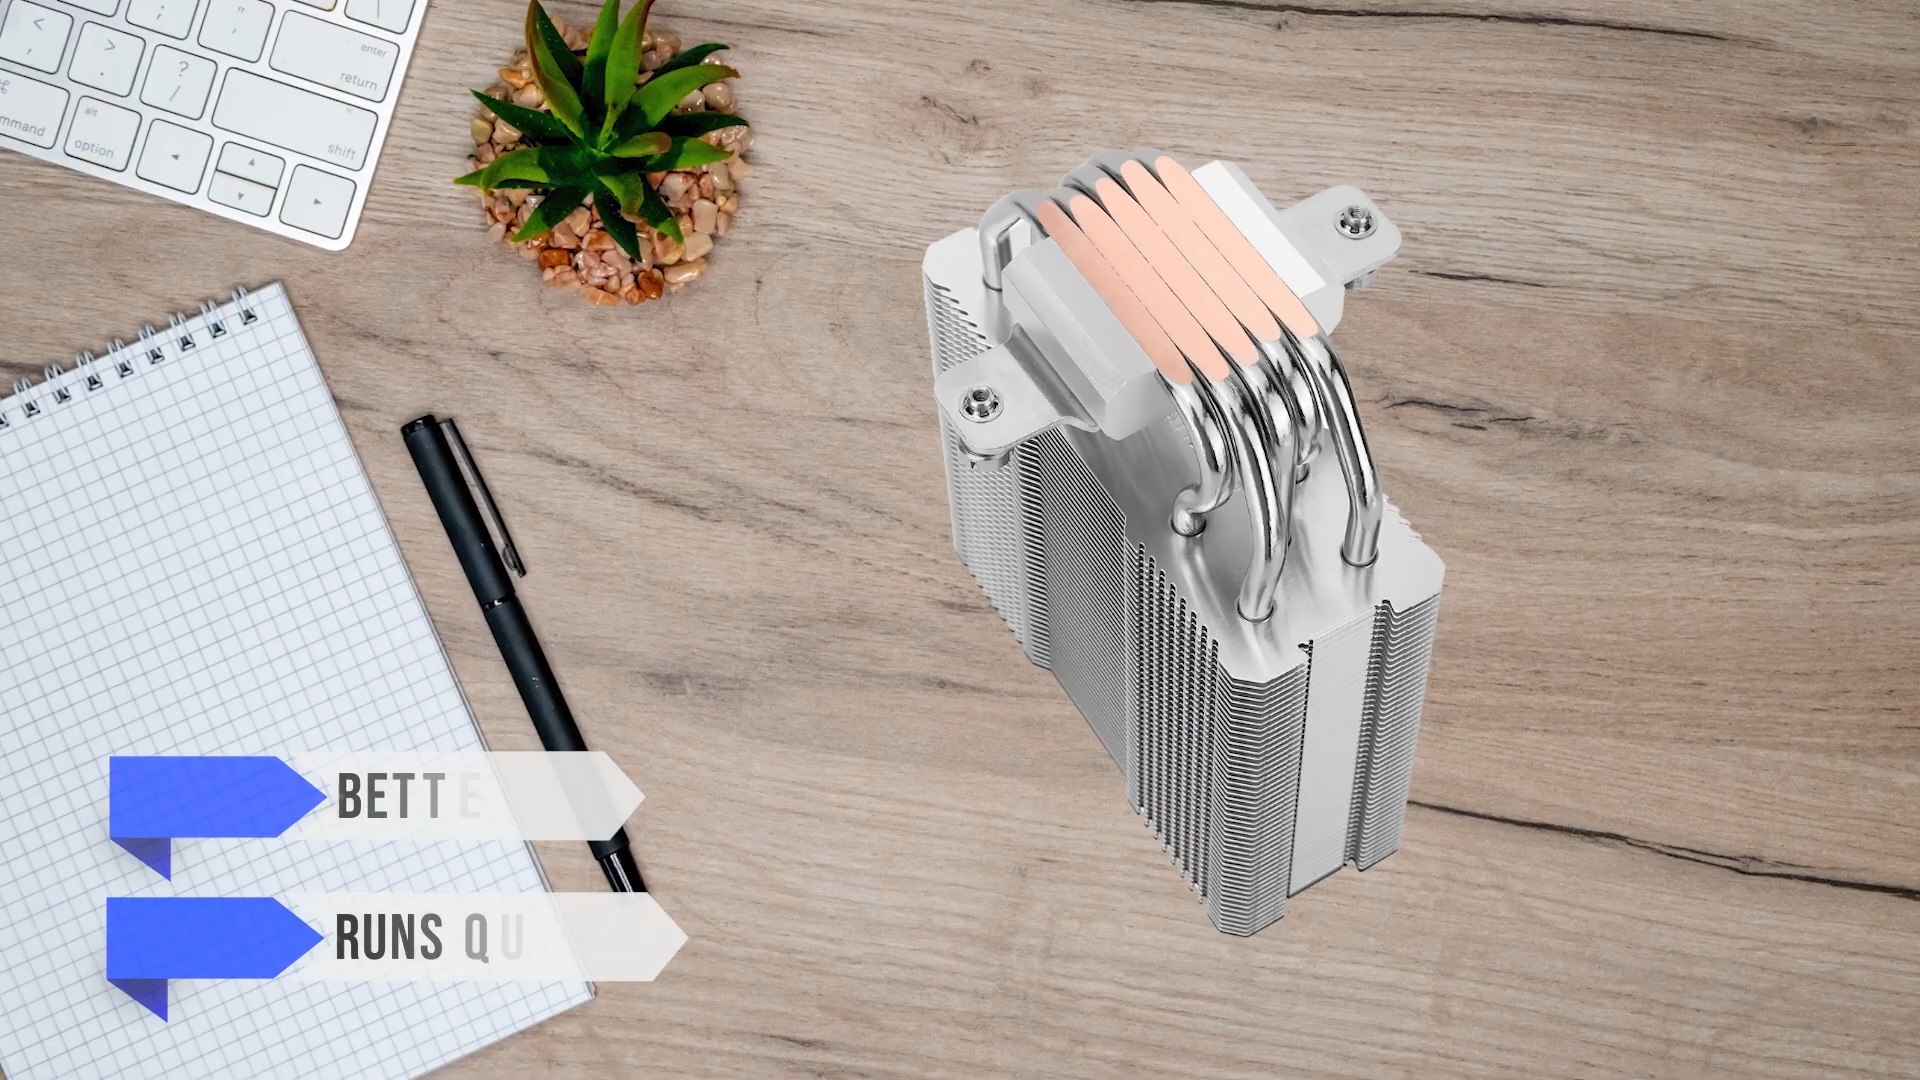 enter
return
alt
option
shift
mmand
BETTE
RUNS QU